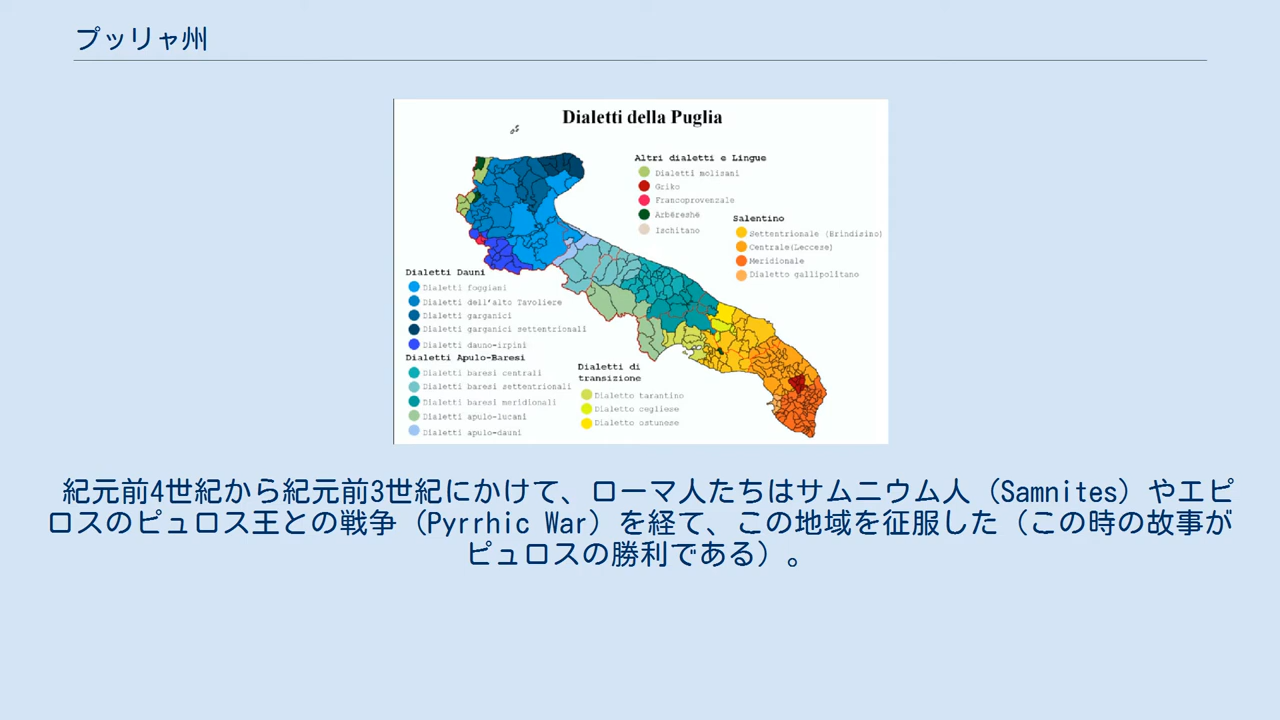 プッリャ州
Dialetti della Puglia
Altri dialetti e Lingue
Dialetti molisani
Griko
Francoprovenzale
Arbëreshë
Ischitano
Salentino
Settentrionale (Brindisino)
Centrale(Leccese)
Meridionale
Dialetto gallipolitano
Dialetti Dauni
Dialetti foggiani
Dialetti dell'alto Tavoliere
Dialetti garganici
Dialetti garganici settentrionali
Dialetti dauno-irpini
Dialetti Apulo-Baresi
Dialetti baresi centrali
Dialetti baresi settentrionali
Dialetti baresi meridionali
Dialetti apulo-lucani
Dialetti apulo-dauni
Dialetti di
transizione
Dialetto tarantino
Dialetto cegliese
Dialetto ostunese
紀元前4世紀から紀元前3世紀にかけて、ローマ人たちはサムニウム人（Samnites）やエピ
ロスのピュロス王との戦争（Pyrrhic War）を経て、この地域を征服した（この時の故事が
ピュロスの勝利である）。